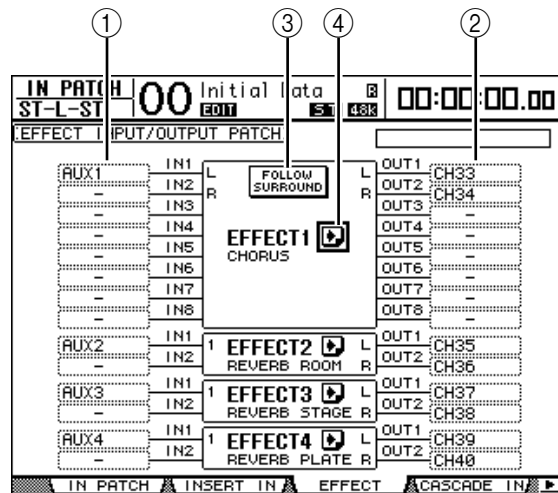 ① ③ ④ ②
IN PATCH 00 Initial Data
ST-L-ST EDIT 48K 00:00:00.00
EFFECT INPUT/OUTPUT PATCH
AUX1 IN1 L FOLLOW SURROUND L OUT1 CH33
– IN2 R R OUT2 CH34
– IN3 OUT3 –
– IN4 EFFECT1 OUT4 –
– IN5 CHORUS OUT5 –
– IN6 OUT6 –
– IN7 OUT7 –
– IN8 OUT8 –
AUX2 IN1 1 EFFECT2 L OUT1 CH35
– IN2 REVERB ROOM R OUT2 CH36
AUX3 IN1 1 EFFECT3 L OUT1 CH37
– IN2 REVERB STAGE R OUT2 CH38
AUX4 IN1 1 EFFECT4 L OUT1 CH39
– IN2 REVERB PLATE R OUT2 CH40
IN PATCH INSERT IN EFFECT CASCADE IN